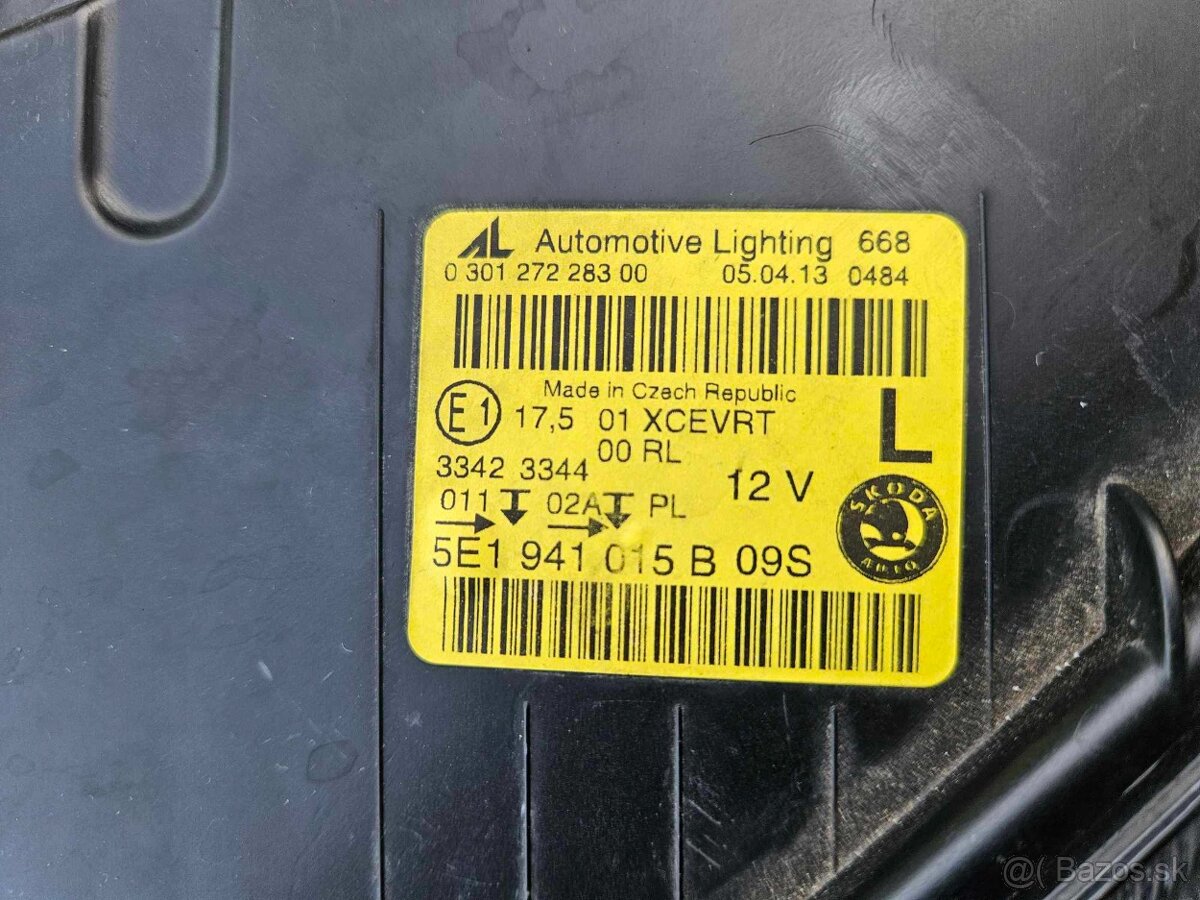 AL Automotive Lighting 668
0 301 272 283 00 05.04.13 0484
Made in Czech Republic
E1 17,5 01 XCEVRT L
00 RL
3342 3344 12 V
011 02A PL
5E1 941 015 B 09S
SKODA
AUTO
@( Bazos.sk